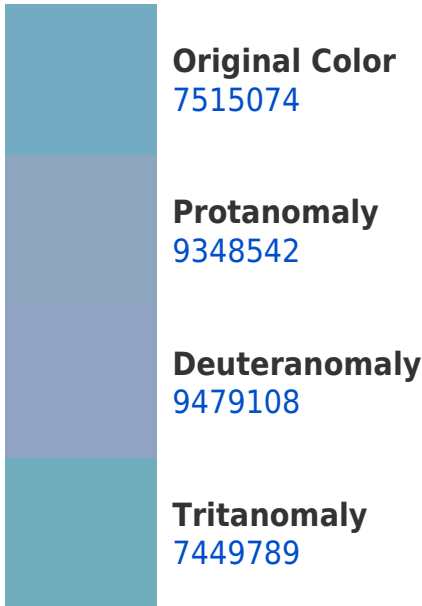 Original Color
7515074
Protanomaly
9348542
Deuteranomaly
9479108
Tritanomaly
7449789